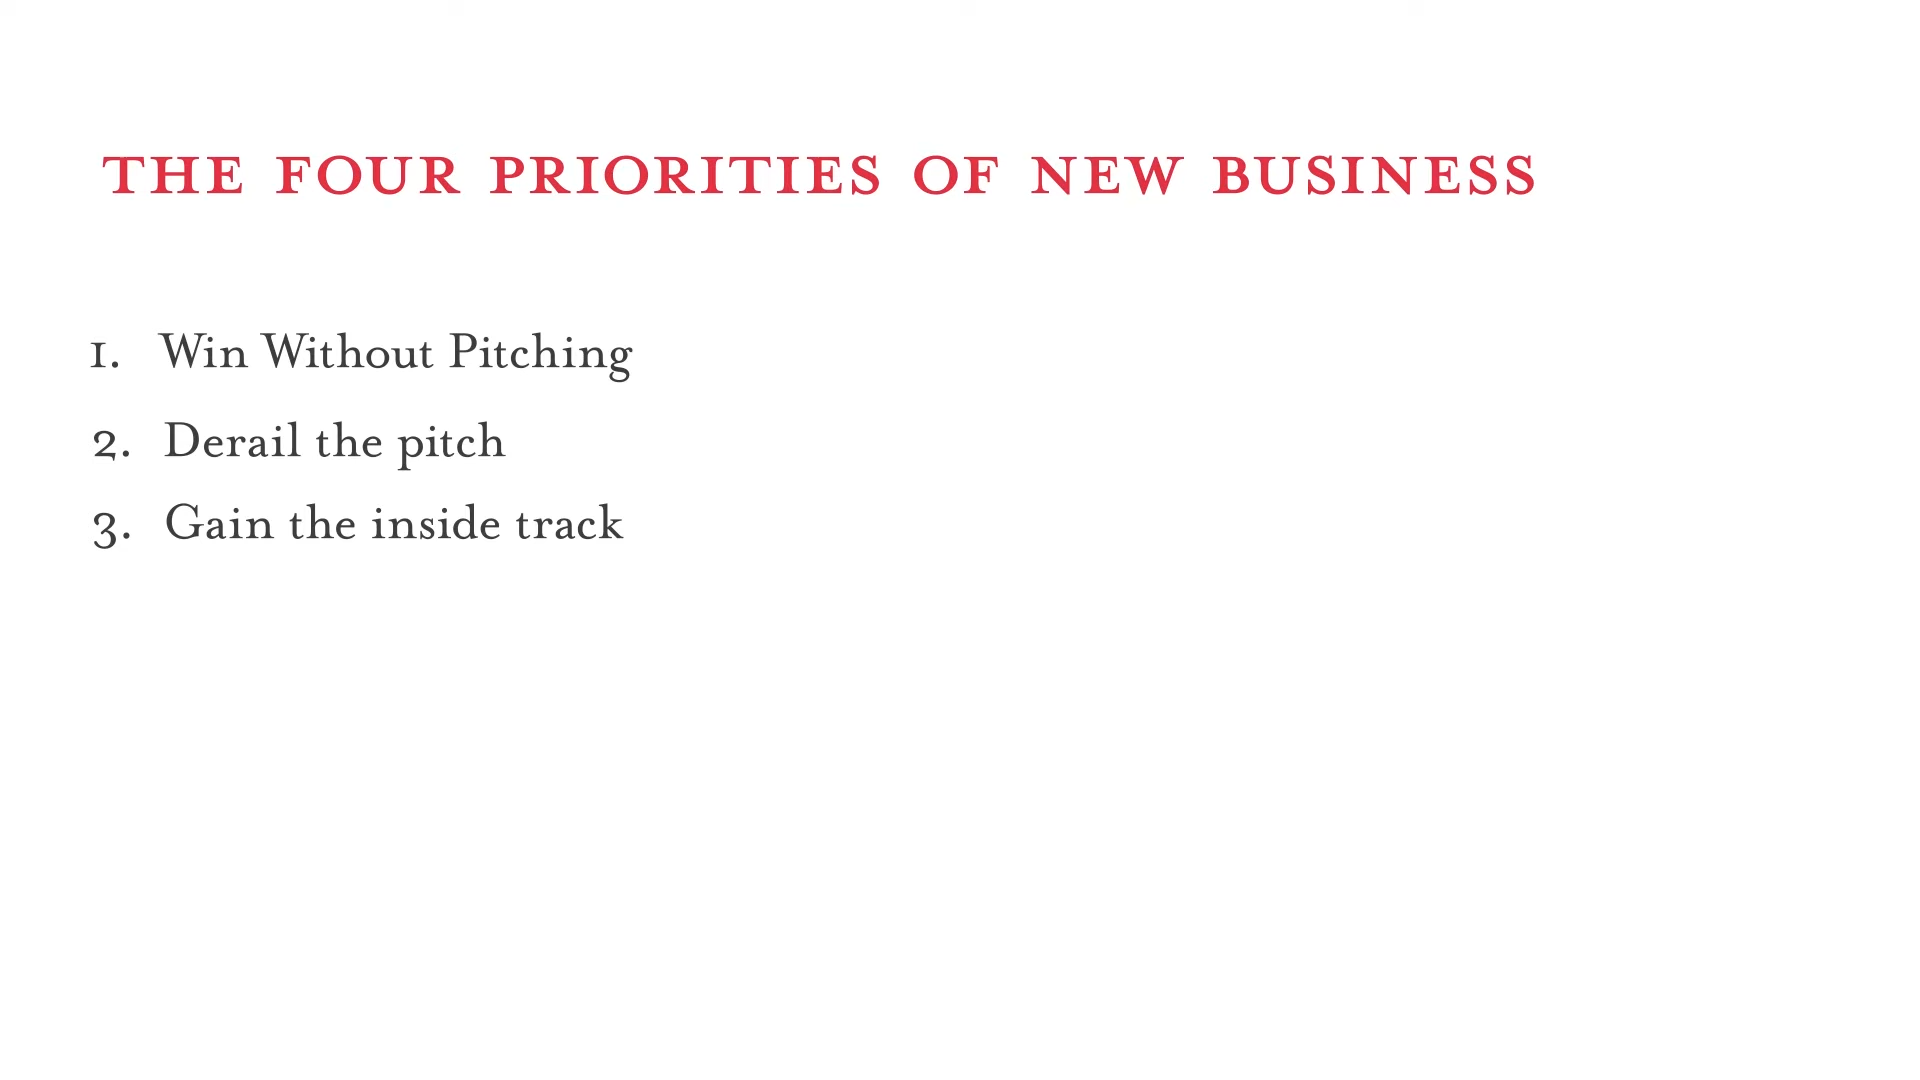 THE FOUR PRIORITIES OF NEW BUSINESS
1. Win Without Pitching
2. Derail the pitch
3. Gain the inside track